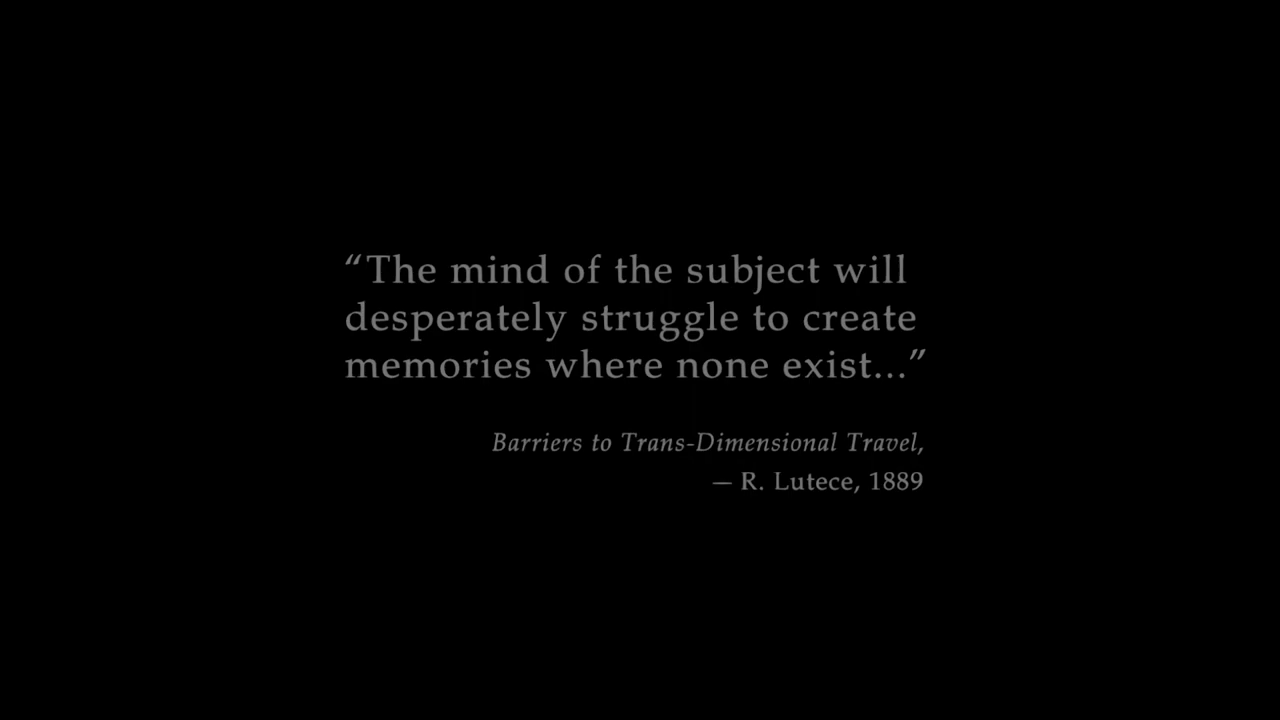 “The mind of the subject will
desperately struggle to create
memories where none exist...”
Barriers to Trans-Dimensional Travel,
— R. Lutece, 1889